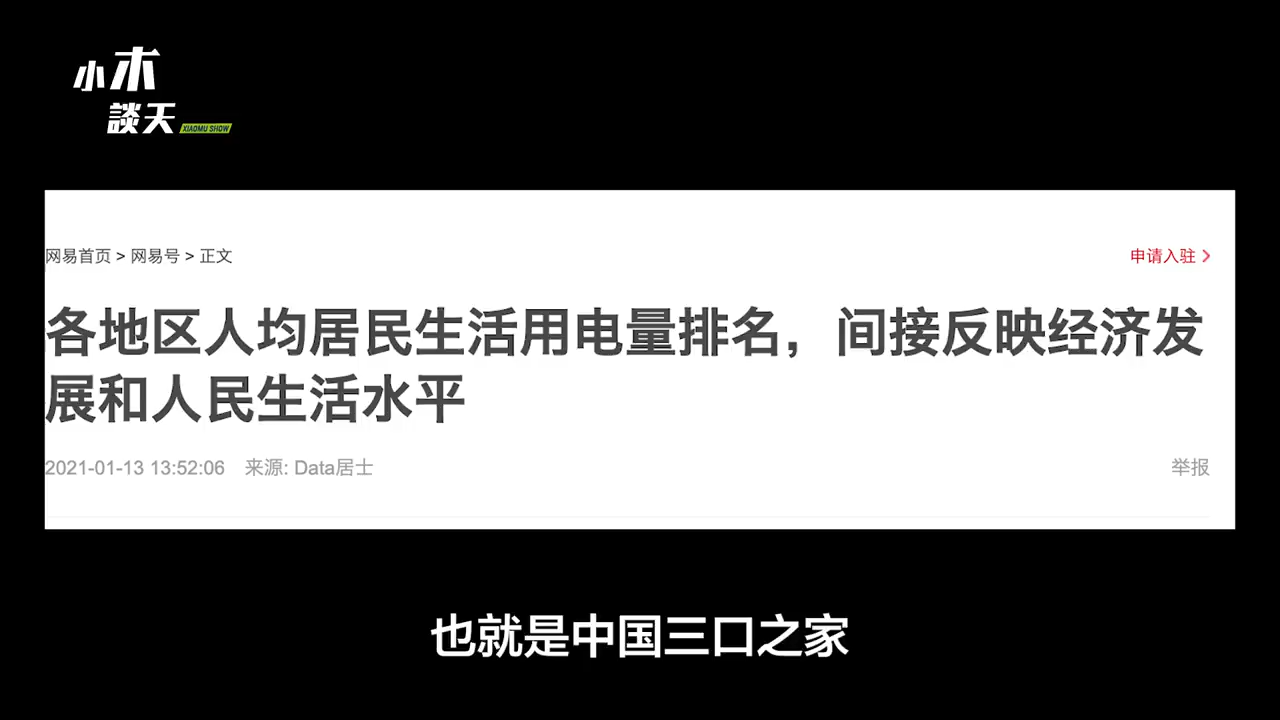 小木
談天 XIAOMU SHOW
网易首页 > 网易号 > 正文 申请入驻 >
各地区人均居民生活用电量排名，间接反映经济发
展和人民生活水平
2021-01-13 13:52:06 来源: Data居士 举报
也就是中国三口之家